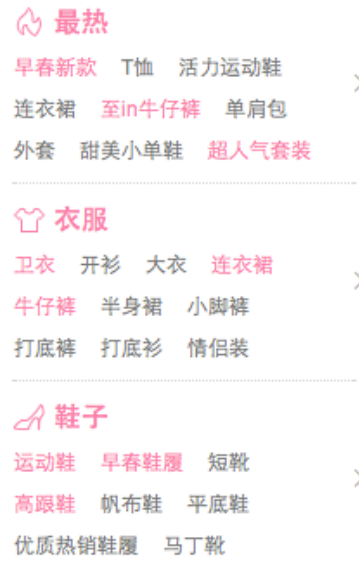 最热
早春新款 T恤 活力运动鞋
连衣裙 至in牛仔裤 单肩包
外套 甜美小单鞋 超人气套装
衣服
卫衣 开衫 大衣 连衣裙
牛仔裤 半身裙 小脚裤
打底裤 打底衫 情侣装
鞋子
运动鞋 早春鞋履 短靴
高跟鞋 帆布鞋 平底鞋
优质热销鞋履 马丁靴